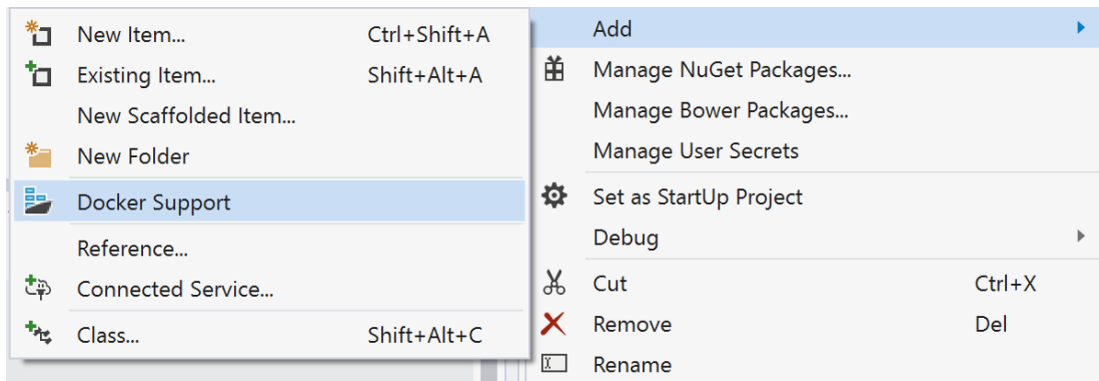 New Item... Ctrl+Shift+A
Existing Item... Shift+Alt+A
New Scaffolded Item...
New Folder
Docker Support
Reference...
Connected Service...
Class... Shift+Alt+C
Add
Manage NuGet Packages...
Manage Bower Packages...
Manage User Secrets
Set as StartUp Project
Debug
Cut Ctrl+X
Remove Del
Rename